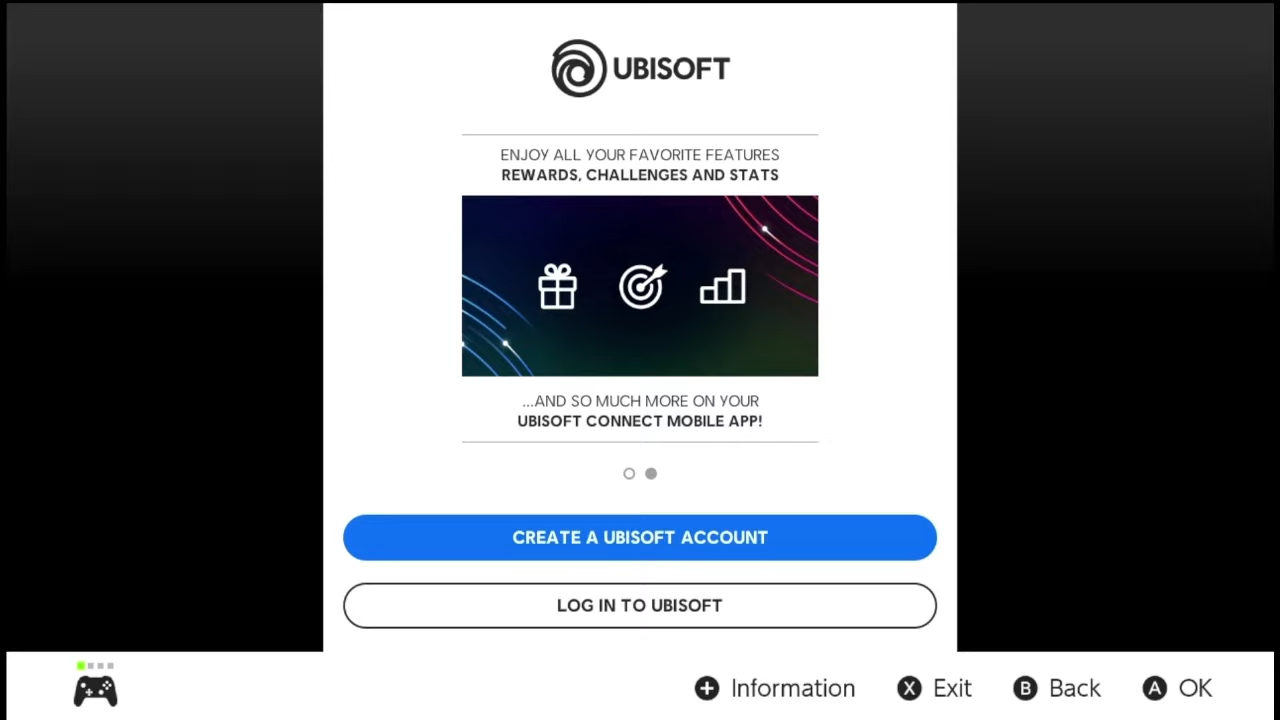 UBISOFT
ENJOY ALL YOUR FAVORITE FEATURES
REWARDS, CHALLENGES AND STATS
...AND SO MUCH MORE ON YOUR
UBISOFT CONNECT MOBILE APP!
CREATE A UBISOFT ACCOUNT
LOG IN TO UBISOFT
+ Information X Exit B Back A OK